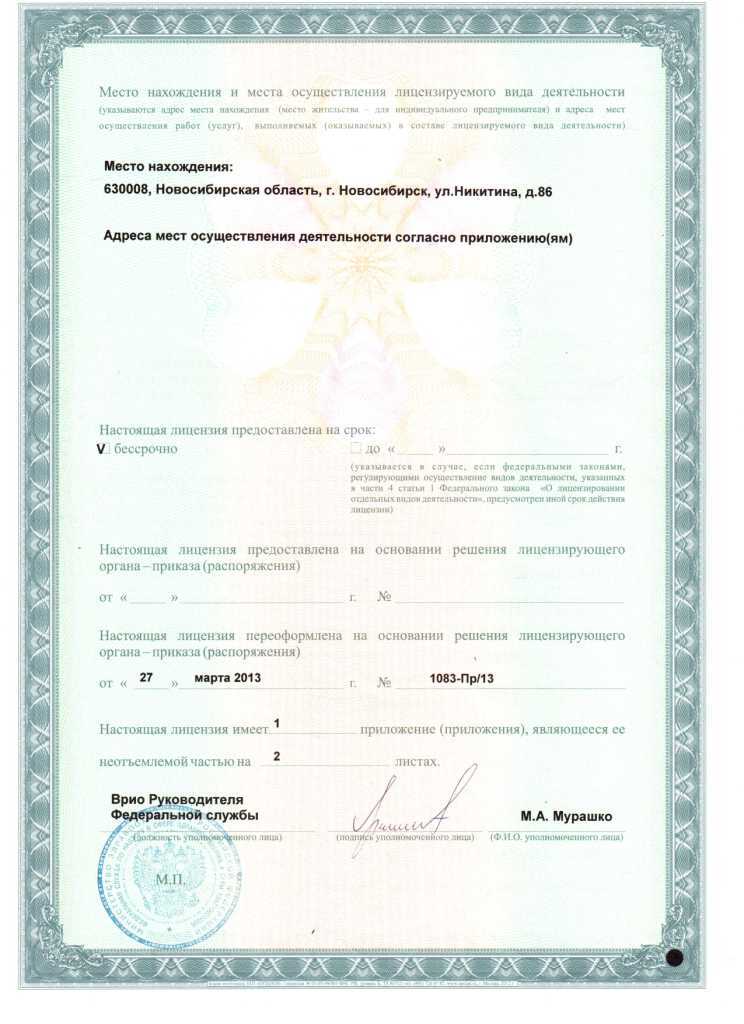 Место нахождения и места осуществления лицензируемого вида деятельности
(указываются адрес места нахождения (место жительства – для индивидуального предпринимателя) и адреса мест
осуществления работ (услуг), выполняемых (оказываемых) в составе лицензируемого вида деятельности)
Место нахождения:
630008, Новосибирская область, г. Новосибирск, ул.Никитина, д.86
Адреса мест осуществления деятельности согласно приложению(ям)
Настоящая лицензия предоставлена на срок:
V бессрочно □ до « » г.
(указывается в случае, если федеральными законами,
регулирующими осуществление видов деятельности, указанных
в части 4 статьи 1 Федерального закона «О лицензировании
отдельных видов деятельности», предусмотрен иной срок действия
лицензии)
Настоящая лицензия предоставлена на основании решения лицензирующего
органа – приказа (распоряжения)
от « » г. №
Настоящая лицензия переоформлена на основании решения лицензирующего
органа – приказа (распоряжения)
от « 27 » марта 2013 г. № 1083-Пр/13
Настоящая лицензия имеет 1 приложение (приложения), являющееся ее
неотъемлемой частью на 2 листах.
Врио Руководителя
Федеральной службы М.А. Мурашко
(должность уполномоченного лица) (подпись уполномоченного лица) (Ф.И.О. уполномоченного лица)
М.П.